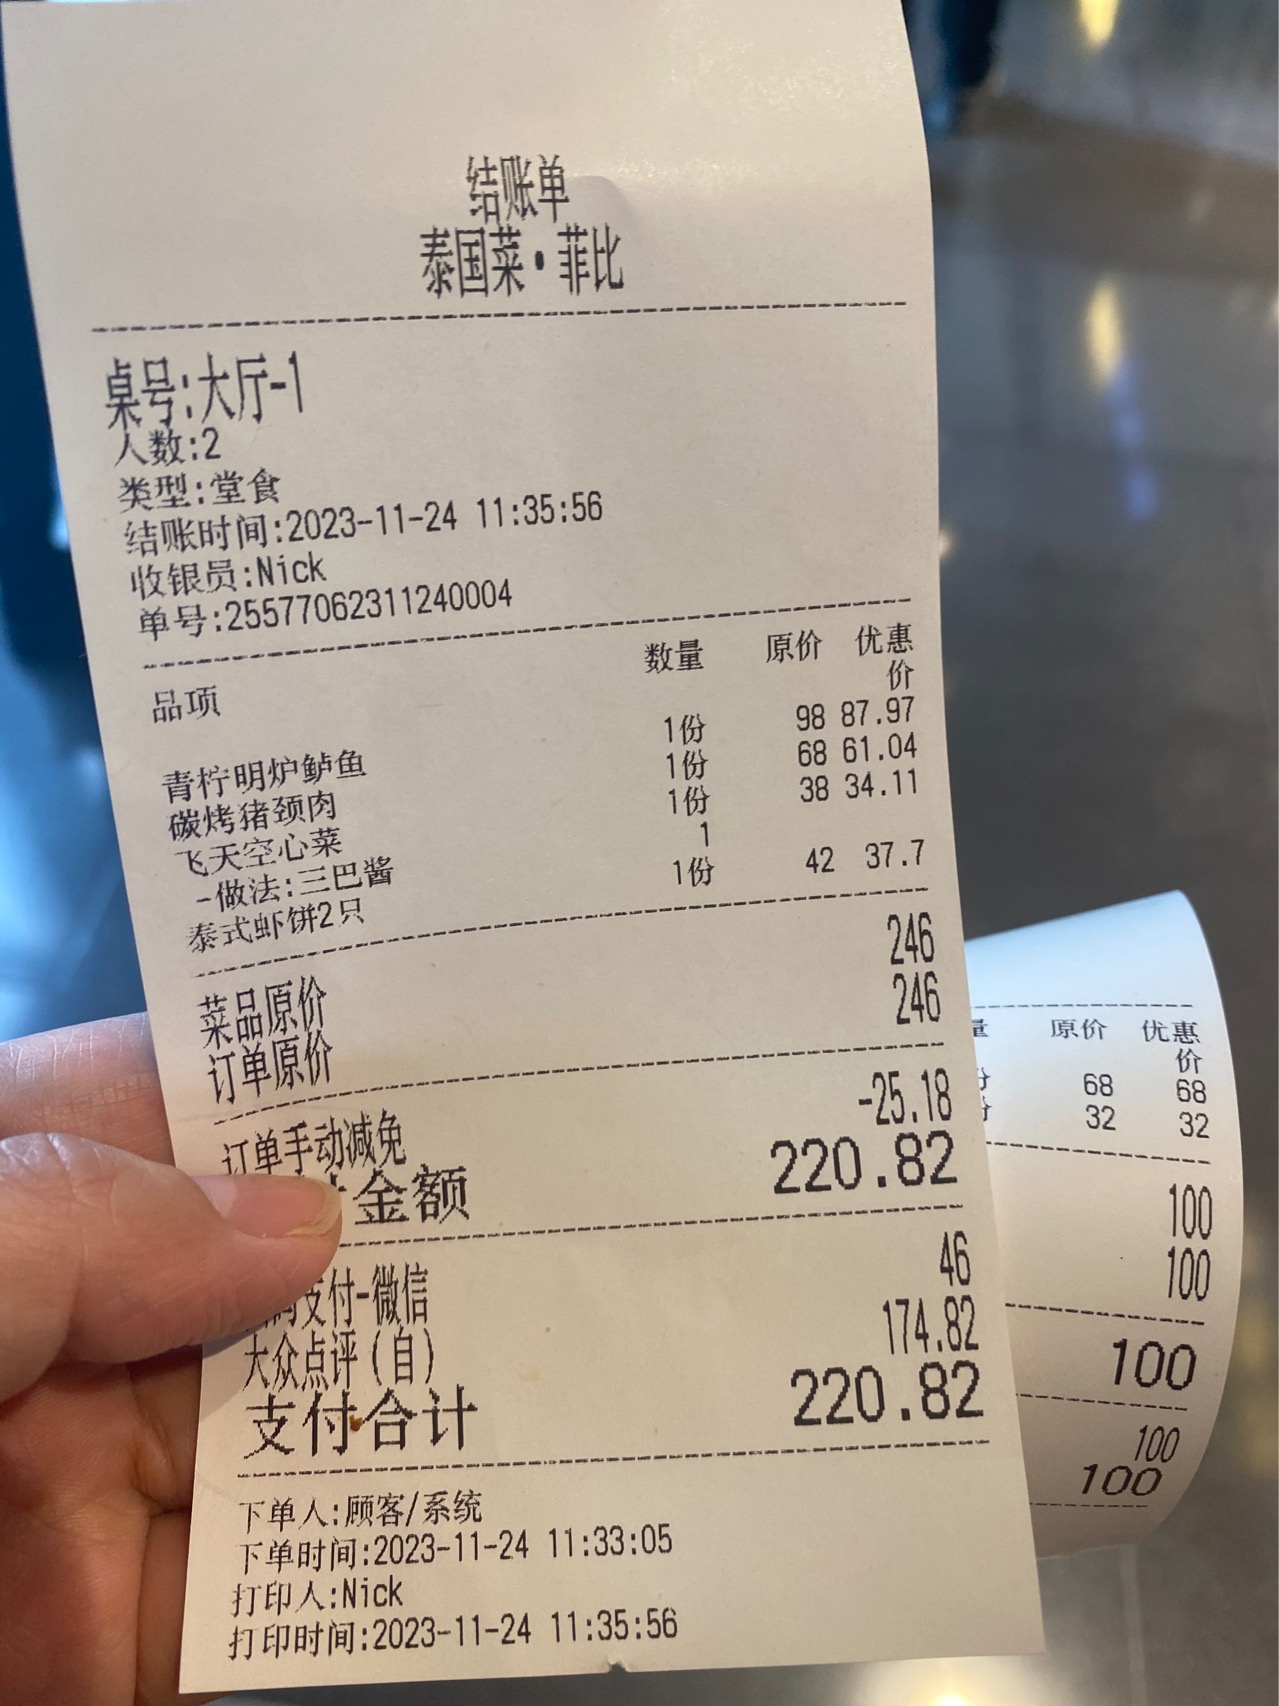 结账单
泰国菜·菲比
桌号:大厅-1
人数:2
类型:堂食
结账时间:2023-11-24 11:35:56
收银员:Nick
单号:25577062311240004
品项 数量 原价 优惠价
青柠明炉鲈鱼 1份 98 87.97
碳烤猪颈肉 1份 68 61.04
飞天空心菜 1份 38 34.11
-做法:三巴酱 1
泰式虾饼2只 1份 42 37.7
菜品原价 246
订单原价 246
订单手动减免 -25.18
金额 220.82
支付-微信 46
大众点评(自) 174.82
支付合计 220.82
下单人:顾客/系统
下单时间:2023-11-24 11:33:05
打印人:Nick
打印时间:2023-11-24 11:35:56
量 原价 优惠价
份 68 68
份 32 32
100
100
100
100
100